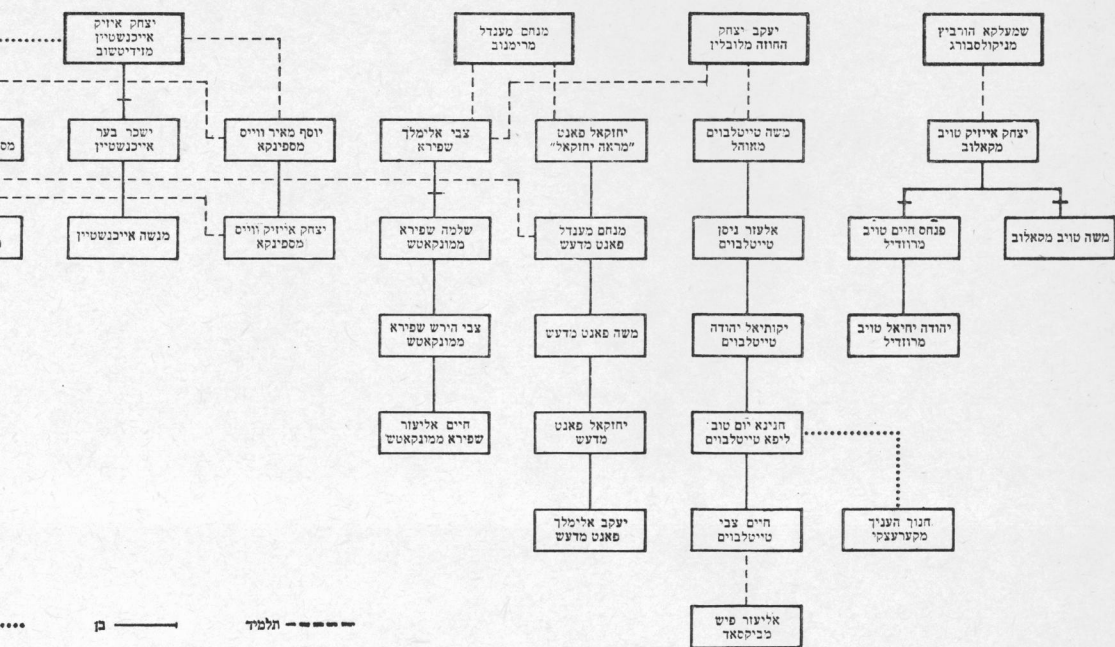 שמעלקא הורביץ
מניקולסבורג
יעקב יצחק
החוזה מלובלין
מנחם מענדל
מרימנוב
יצחק איזיק
אייכנשטיין
מזידיטשוב
יצחק אייזיק טויב
מקאלוב
משה טייטלבוים
מאוהל
יחזקאל פאנט
"מראה יחזקאל"
צבי אלימלך
שפירא
יוסף מאיר ווייס
מספינקא
ישכר בער
אייכנשטיין
משה טויב מקאלוב
פנחס חיים טויב
מרוזדיל
אלעזר ניסן
טייטלבוים
מנחם מענדל
פאנט מדעש
שלמה שפירא
ממונקאטש
יצחק אייזיק ווייס
מספינקא
מנשה אייכנשטיין
יהודה יחיאל טויב
מרוזדיל
יקותיאל יהודה
טייטלבוים
משה פאנט מדעש
צבי הירש שפירא
ממונקאטש
חנינא יום טוב
ליפא טייטלבוים
יחזקאל פאנט
מדעש
חיים אליעזר
שפירא ממונקאטש
חנוך העניך
מקערעצקי
חיים צבי
טייטלבוים
יעקב אלימלך
פאנט מדעש
אליעזר פיש
מביקסאד
תלמיד
בן